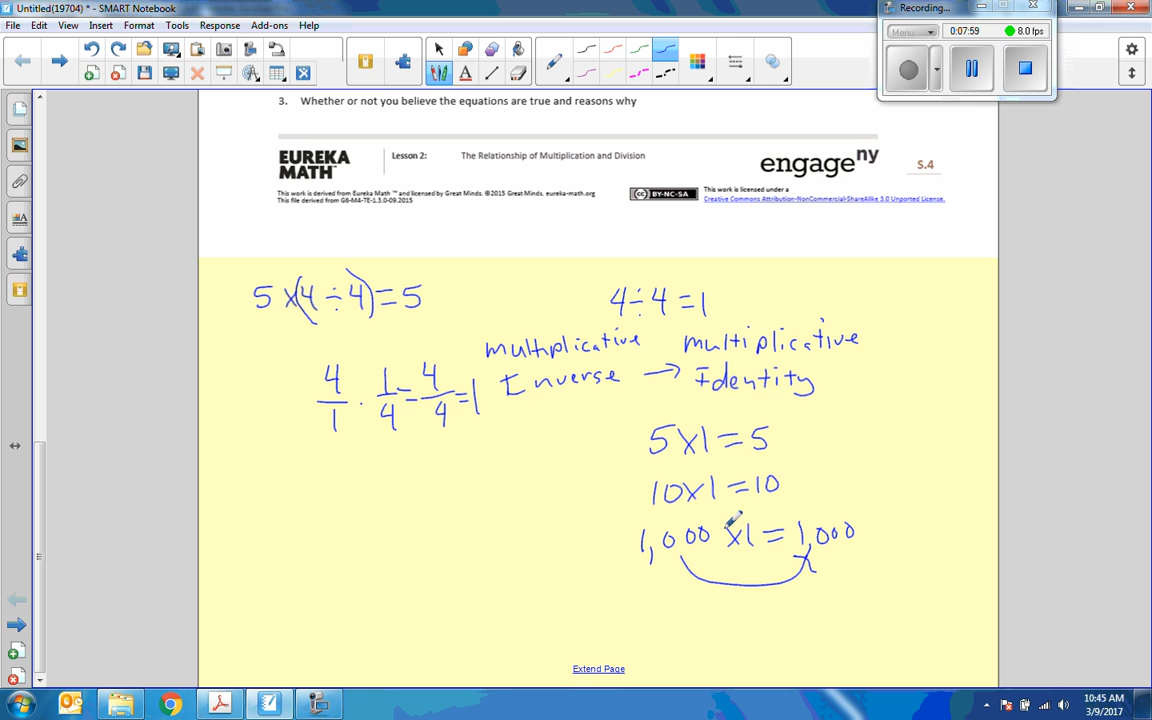 Untitled(19704) * - SMART Notebook
Recording...
File Edit View Insert Format Tools Response Add-ons Help
Menu 0:07:59 8.0 fps
3. Whether or not you believe the equations are true and reasons why
EUREKA MATH™
Lesson 2: The Relationship of Multiplication and Division
engage ny
S.4
This work is derived from Eureka Math ™ and licensed by Great Minds. ©2015 Great Minds. eureka-math.org
This file derived from G6-M4-TE-1.3.0-09.2015
CC BY-NC-SA
This work is licensed under a
Creative Commons Attribution-NonCommercial-ShareAlike 3.0 Unported License.
5 x(4 ÷ 4) = 5
4 ÷ 4 = 1
multiplicative Inverse → multiplicative Identity
4/1 · 1/4 = 4/4 = 1
5 x 1 = 5
10 x 1 = 10
1,000 x 1 = 1,000
Extend Page
10:45 AM
3/9/2017